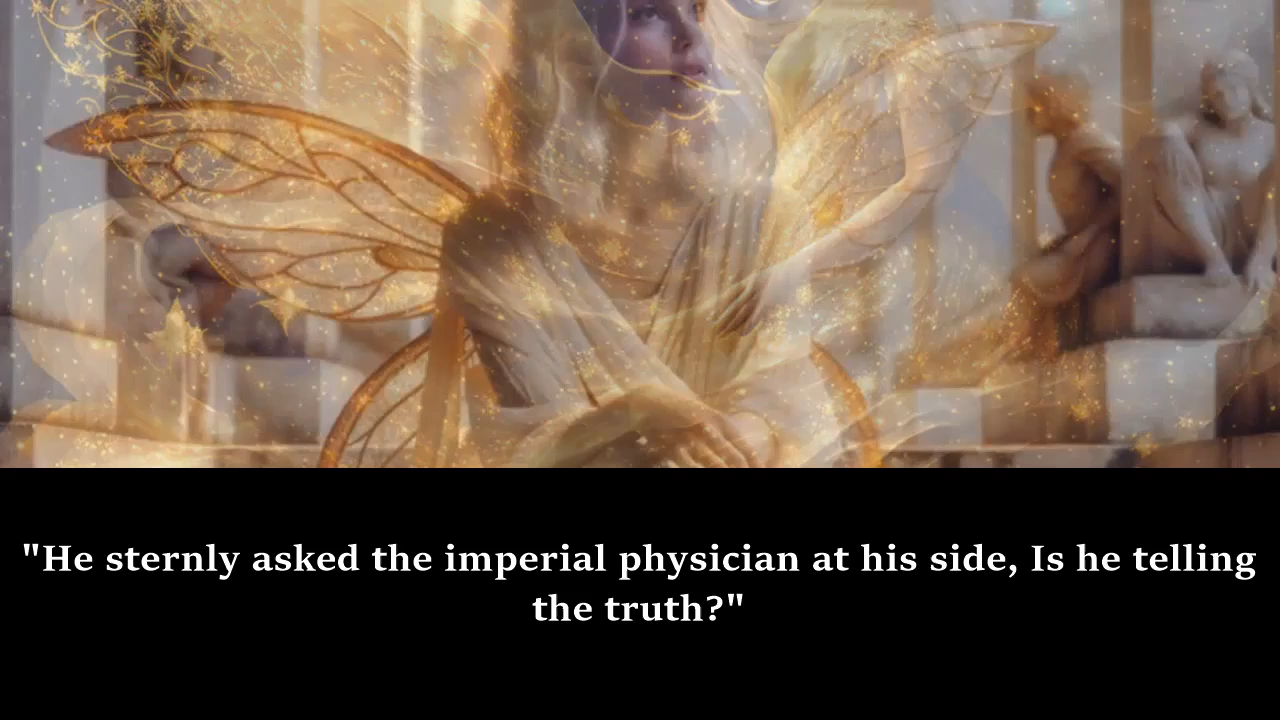 "He sternly asked the imperial physician at his side, Is he telling
the truth?"